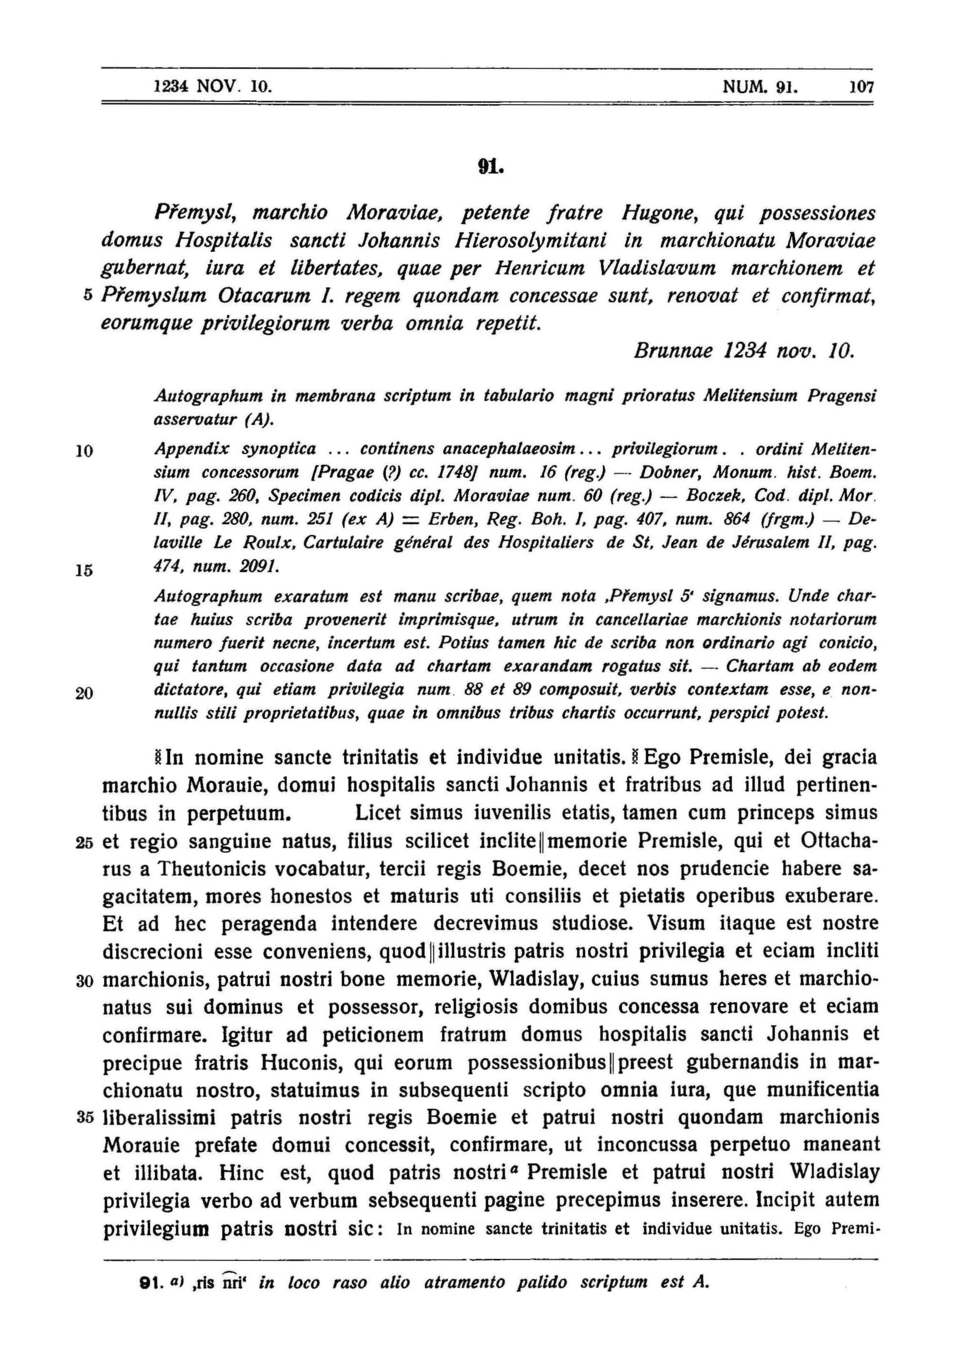 1234 NOV. 10. NUM. 91. 107
91.
Přemysl, marchio Moraviae, petente fratre Hugone, qui possessiones
domus Hospitalis sancti Johannis Hierosolymitani in marchionatu Moraviae
gubernat, iura et libertates, quae per Henricum Vladislavum marchionem et
5 Přemyslum Otacarum I. regem quondam concessae sunt, renovat et confirmat,
eorumque privilegiorum verba omnia repetit.
Brunnae 1234 nov. 10.
Autographum in membrana scriptum in tabulario magni prioratus Melitensium Pragensi
asservatur (A).
10 Appendix synoptica ... continens anacephalaeosim... privilegiorum. . ordini Meliten-
sium concessorum [Pragae (?) cc. 1748] num. 16 (reg.) — Dobner, Monum. hist. Boem.
IV, pag. 260, Specimen codicis dipl. Moraviae num. 60 (reg.) — Boczek, Cod. dipl. Mor.
II, pag. 280, num. 251 (ex A) = Erben, Reg. Boh. I, pag. 407, num. 864 (frgm.) — De-
laville Le Roulx, Cartulaire général des Hospitaliers de St. Jean de Jérusalem II, pag.
15 474, num. 2091.
Autographum exaratum est manu scribae, quem nota ‚Přemysl 5‘ signamus. Unde char-
tae huius scriba provenerit imprimisque, utrum in cancellariae marchionis notariorum
numero fuerit necne, incertum est. Potius tamen hic de scriba non ordinario agi conicio,
qui tantum occasione data ad chartam exarandam rogatus sit. — Chartam ab eodem
20 dictatore, qui etiam privilegia num. 88 et 89 composuit, verbis contextam esse, e non-
nullis stili proprietatibus, quae in omnibus tribus chartis occurrunt, perspici potest.
⁞In nomine sancte trinitatis et individue unitatis.⁞ Ego Premisle, dei gracia
marchio Morauie, domui hospitalis sancti Johannis et fratribus ad illud pertinen-
tibus in perpetuum. Licet simus iuvenilis etatis, tamen cum princeps simus
25 et regio sanguine natus, filius scilicet inclite||memorie Premisle, qui et Ottacha-
rus a Theutonicis vocabatur, tercii regis Boemie, decet nos prudencie habere sa-
gacitatem, mores honestos et maturis uti consiliis et pietatis operibus exuberare.
Et ad hec peragenda intendere decrevimus studiose. Visum itaque est nostre
discrecioni esse conveniens, quod||illustris patris nostri privilegia et eciam incliti
30 marchionis, patrui nostri bone memorie, Wladislay, cuius sumus heres et marchio-
natus sui dominus et possessor, religiosis domibus concessa renovare et eciam
confirmare. Igitur ad peticionem fratrum domus hospitalis sancti Johannis et
precipue fratris Huconis, qui eorum possessionibus||preest gubernandis in mar-
chionatu nostro, statuimus in subsequenti scripto omnia iura, que munificentia
35 liberalissimi patris nostri regis Boemie et patrui nostri quondam marchionis
Morauie prefate domui concessit, confirmare, ut inconcussa perpetuo maneant
et illibata. Hinc est, quod patris nostri a Premisle et patrui nostri Wladislay
privilegia verbo ad verbum sebsequenti pagine precepimus inserere. Incipit autem
privilegium patris nostri sic: In nomine sancte trinitatis et individue unitatis. Ego Premi-
91. a) ‚ris nri‘ in loco raso alio atramento palido scriptum est A.